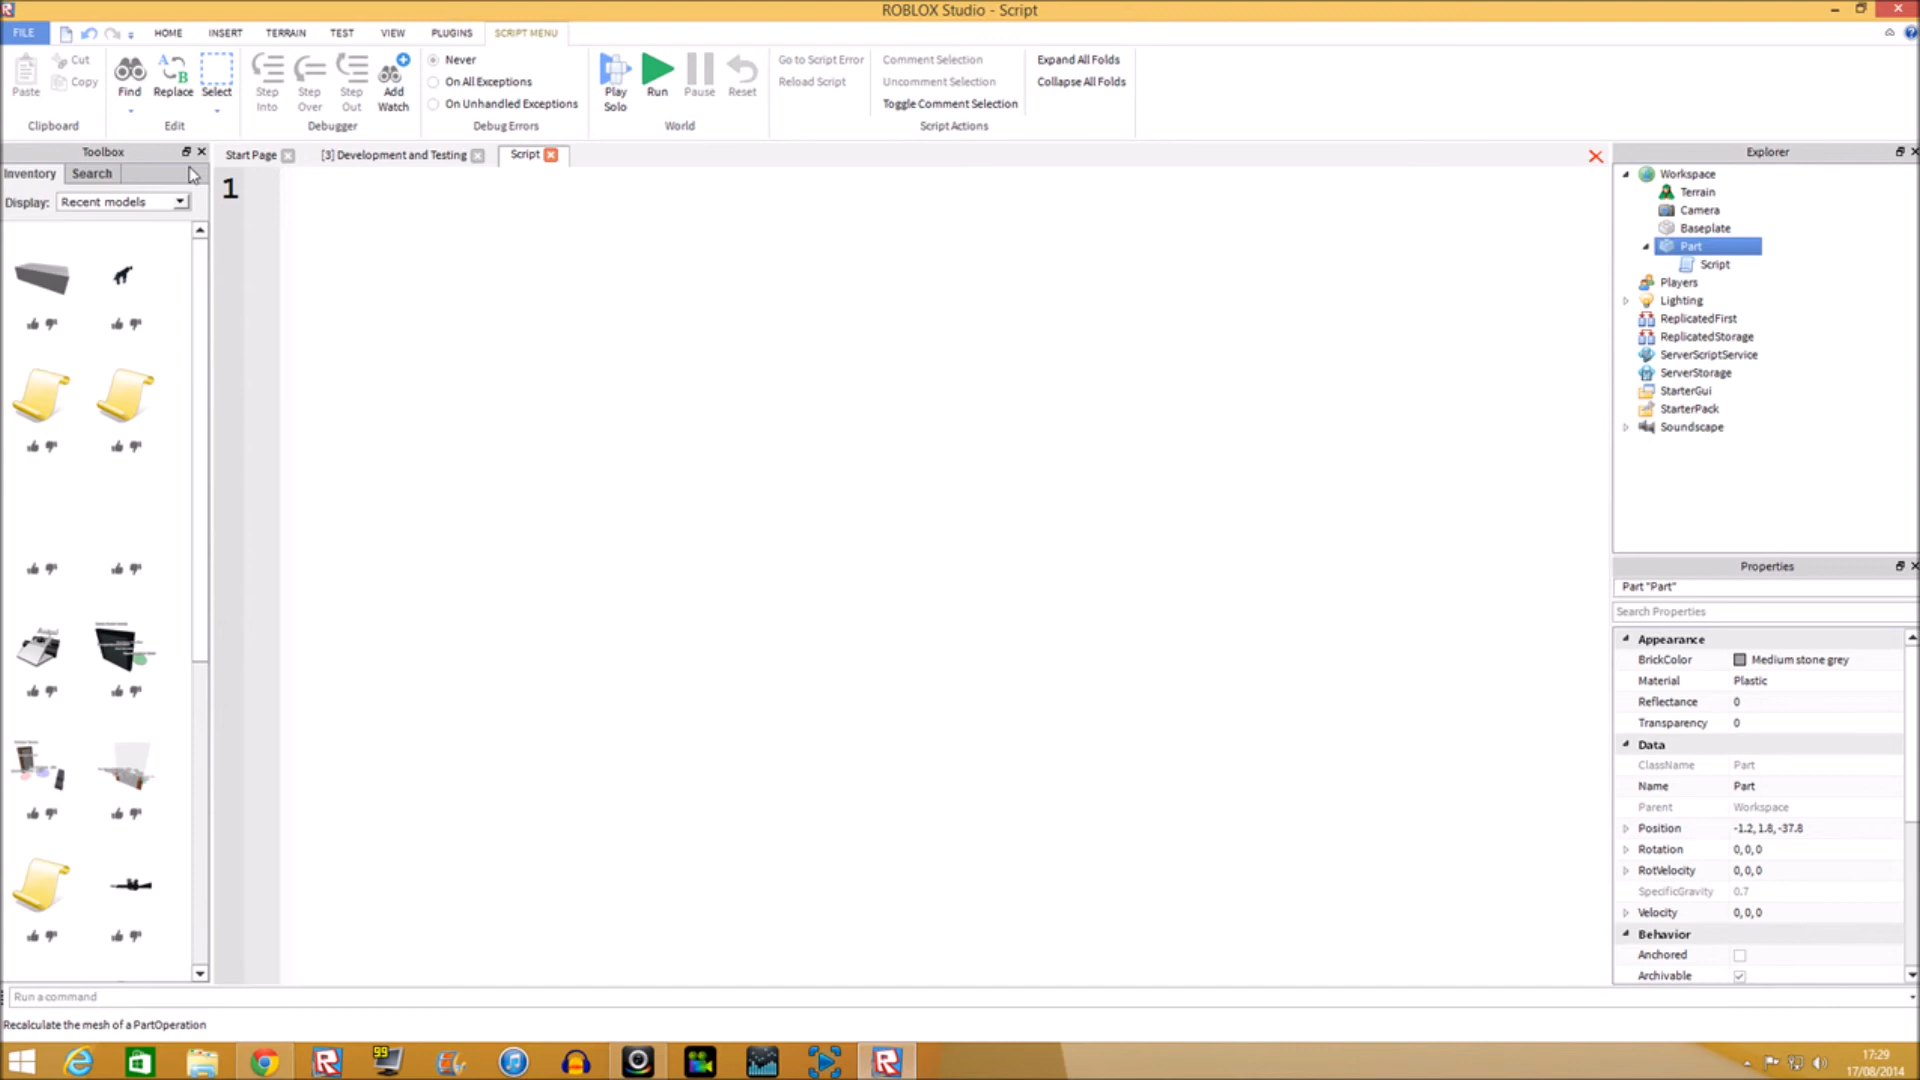 ROBLOX Studio - Script
FILE HOME INSERT TERRAIN TEST VIEW PLUGINS SCRIPT MENU
Paste Cut Copy
Clipboard
Find Replace Select
Edit
Step Into Step Over Step Out Add Watch
Debugger
Never
On All Exceptions
On Unhandled Exceptions
Debug Errors
Play Solo Run Pause Reset
World
Go to Script Error
Reload Script
Comment Selection
Uncomment Selection
Toggle Comment Selection
Script Actions
Expand All Folds
Collapse All Folds
Toolbox
Inventory Search
Display: Recent models
Start Page [3] Development and Testing Script
1
Explorer
Workspace
Terrain
Camera
Baseplate
Part
Script
Players
Lighting
ReplicatedFirst
ReplicatedStorage
ServerScriptService
ServerStorage
StarterGui
StarterPack
Soundscape
Properties
Part "Part"
Search Properties
Appearance
BrickColor Medium stone grey
Material Plastic
Reflectance 0
Transparency 0
Data
ClassName Part
Name Part
Parent Workspace
Position -1.2, 1.8, -37.8
Rotation 0, 0, 0
RotVelocity 0, 0, 0
SpecificGravity 0.7
Velocity 0, 0, 0
Behavior
Anchored
Archivable
Run a command
Recalculate the mesh of a PartOperation
99
17:29
17/08/2014